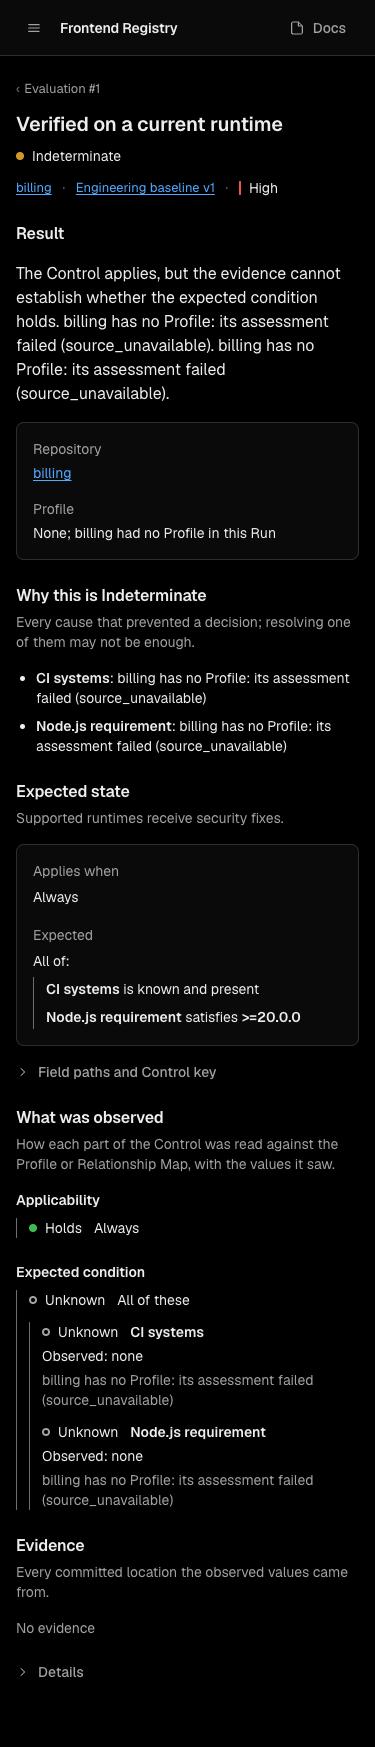 Frontend Registry
Docs
‹ Evaluation #1
Verified on a current runtime
Indeterminate
billing · Engineering baseline v1 · High
Result
The Control applies, but the evidence cannot
establish whether the expected condition
holds. billing has no Profile: its assessment
failed (source_unavailable). billing has no
Profile: its assessment failed
(source_unavailable).
Repository
billing
Profile
None; billing had no Profile in this Run
Why this is Indeterminate
Every cause that prevented a decision; resolving one
of them may not be enough.
• CI systems: billing has no Profile: its assessment
failed (source_unavailable)
• Node.js requirement: billing has no Profile: its
assessment failed (source_unavailable)
Expected state
Supported runtimes receive security fixes.
Applies when
Always
Expected
All of:
CI systems is known and present
Node.js requirement satisfies >=20.0.0
Field paths and Control key
What was observed
How each part of the Control was read against the
Profile or Relationship Map, with the values it saw.
Applicability
Holds Always
Expected condition
Unknown All of these
Unknown CI systems
Observed: none
billing has no Profile: its assessment failed
(source_unavailable)
Unknown Node.js requirement
Observed: none
billing has no Profile: its assessment failed
(source_unavailable)
Evidence
Every committed location the observed values came
from.
No evidence
Details